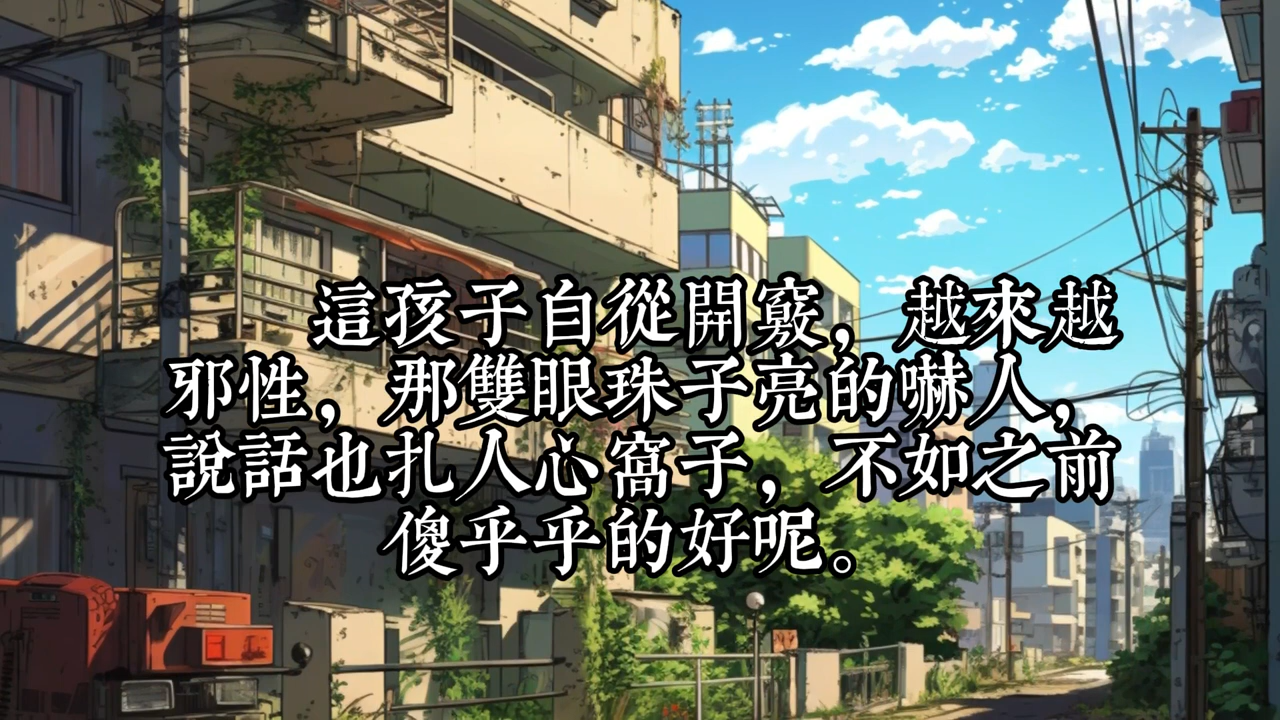 這孩子自從開竅，越來越
邪性，那雙眼珠子亮的嚇人，
說話也扎人心窩子，不如之前
傻乎乎的好呢。